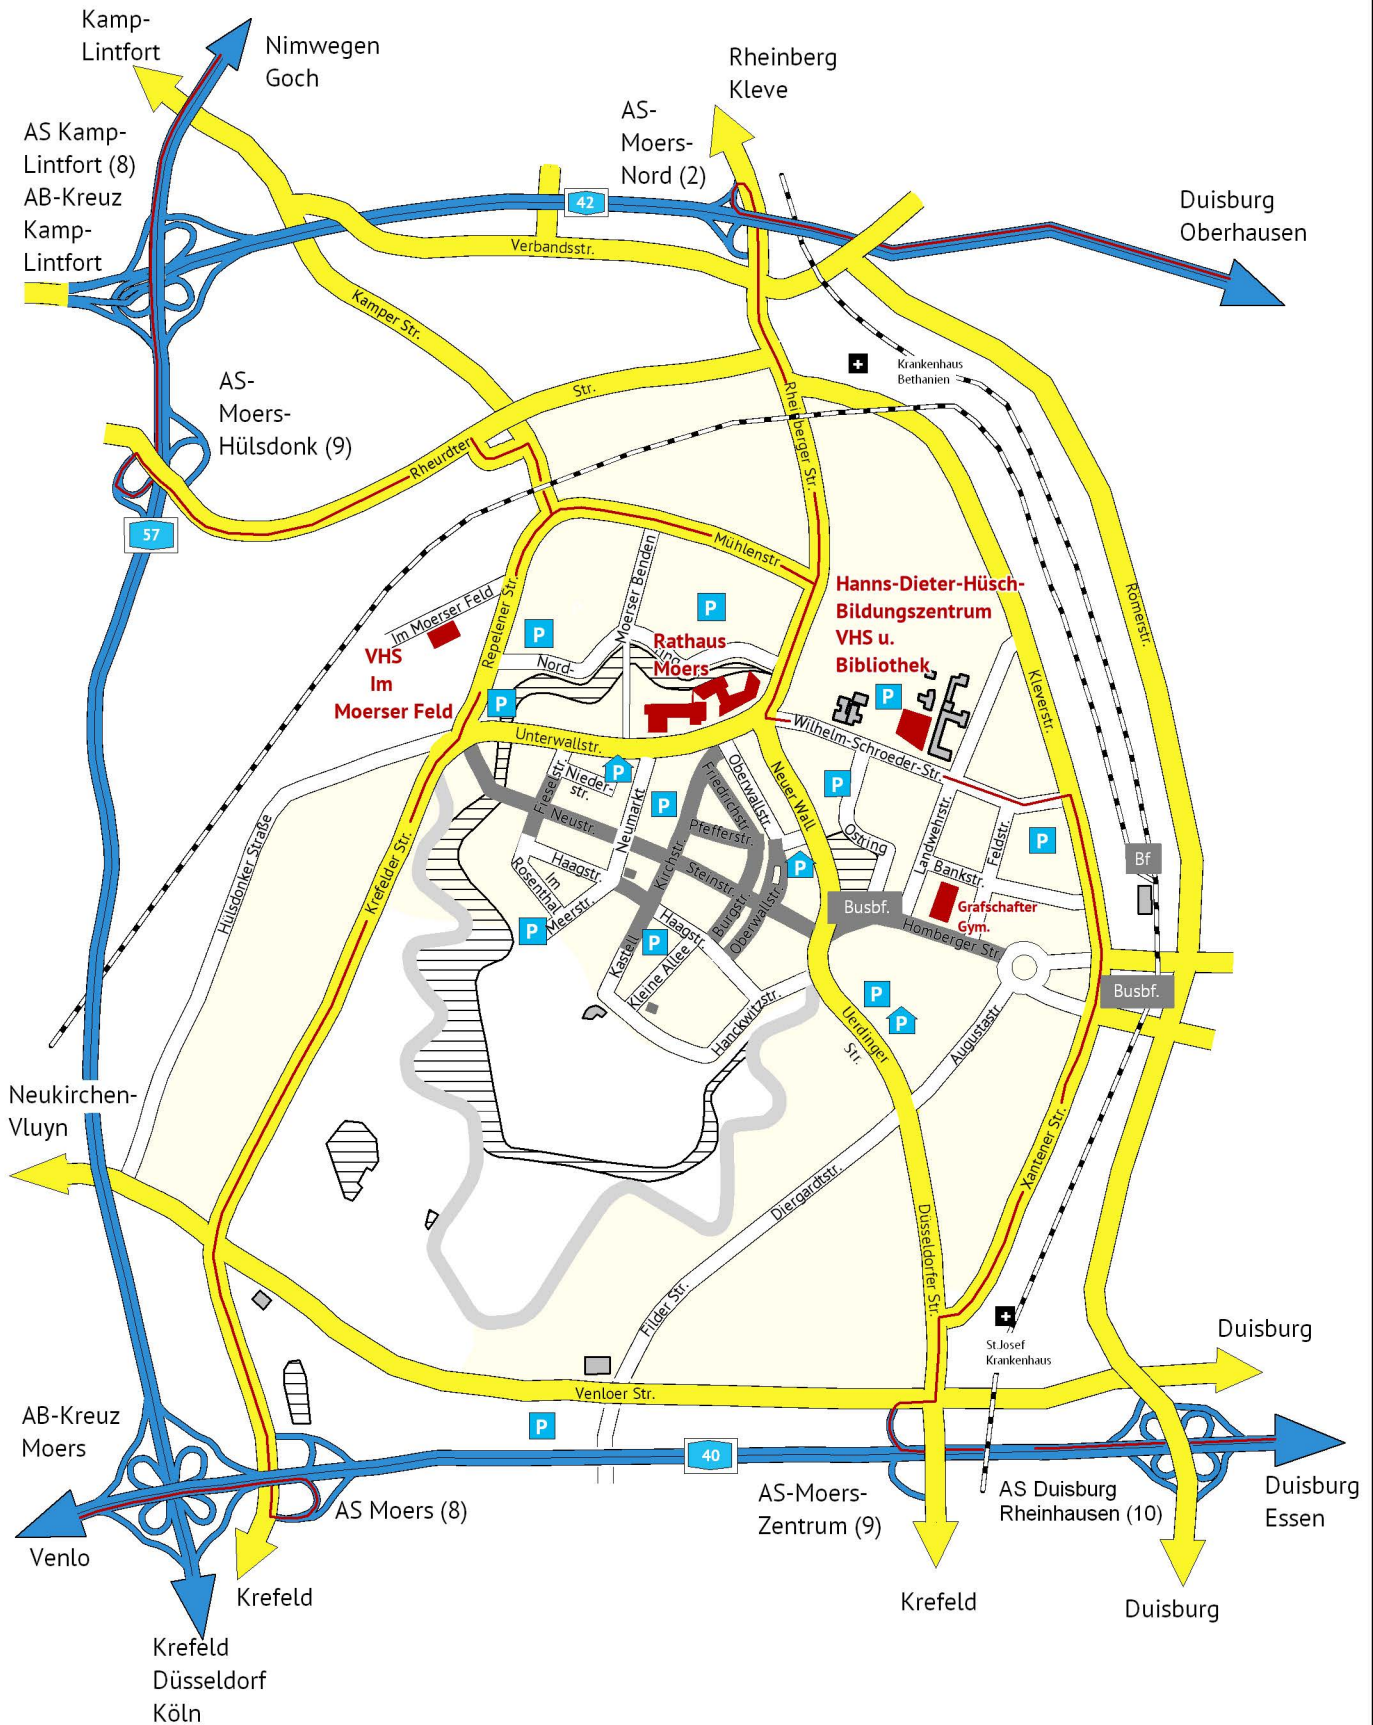 Kamp-
Lintfort
Nimwegen
Goch
Rheinberg
Kleve
AS-
Moers-
Nord (2)
AS Kamp-
Lintfort (8)
AB-Kreuz
Kamp-
Lintfort
42
Duisburg
Oberhausen
Verbandsstr.
Kamper Str.
Krankenhaus
Bethanien
AS-
Moers-
Hülsdonk (9)
Rheurdter
Str.
Rheinberger Str.
57
Mühlenstr.
Moerser Benden
Im Moerser Feld
Repelener Str.
P
P
Hanns-Dieter-Hüsch-
Bildungszentrum
VHS u.
Bibliothek
Römerstr.
Rathaus
Moers
Nord-
ring
VHS
Im
Moerser Feld
P
P
Kleverstr.
Wilhelm-Schroeder-Str.
Unterwallstr.
P
Fieselstr.
Nieder-
str.
Neumarkt
P
Friedrichstr.
Oberwallstr.
Neuer Wall
P
Ostring
Neustr.
Pfefferstr.
Landwehrstr.
Feldstr.
P
Bf
Hülsdonker Straße
Krefelder Str.
Haagstr.
Im
Rosenthal
Meerstr.
Kirchstr.
Steinstr.
P
Bankstr.
Burgstr.
Oberwallstr.
Busbf.
Grafschafter
Gym.
P
P
Haagstr.
Kastell
Kleine Allee
Homberger Str.
Hanckwitzstr.
P
P
Busbf.
Uerdinger
Str.
Augustastr.
Neukirchen-
Vluyn
Xantener Str.
Diergardtstr.
Düsseldorfer Str.
Filder Str.
St.Josef
Krankenhaus
Duisburg
Venloer Str.
P
AB-Kreuz
Moers
40
AS Moers (8)
AS-Moers-
Zentrum (9)
AS Duisburg
Rheinhausen (10)
Duisburg
Essen
Venlo
Krefeld
Krefeld
Duisburg
Krefeld
Düsseldorf
Köln